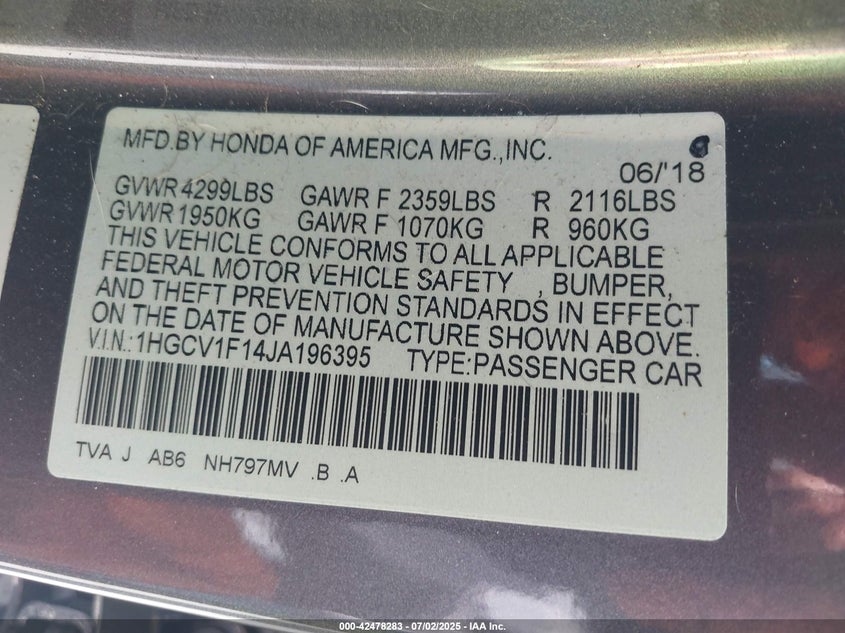 MFD.BY HONDA OF AMERICA MFG.,INC.
06/'18
GVWR 4299LBS GAWR F 2359LBS R 2116LBS
GVWR 1950KG GAWR F 1070KG R 960KG
THIS VEHICLE CONFORMS TO ALL APPLICABLE
FEDERAL MOTOR VEHICLE SAFETY , BUMPER,
AND THEFT PREVENTION STANDARDS IN EFFECT
ON THE DATE OF MANUFACTURE SHOWN ABOVE.
V.I.N.:1HGCV1F14JA196395 TYPE:PASSENGER CAR
TVA J AB6 NH797MV .B .A
000-42478283 - 07/02/2025 - IAA Inc.